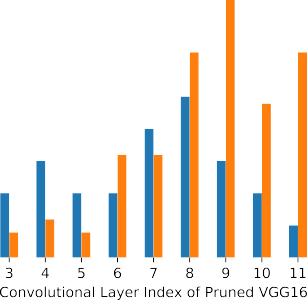 3 4 5 6 7 8 9 10 11
Convolutional Layer Index of Pruned VGG16